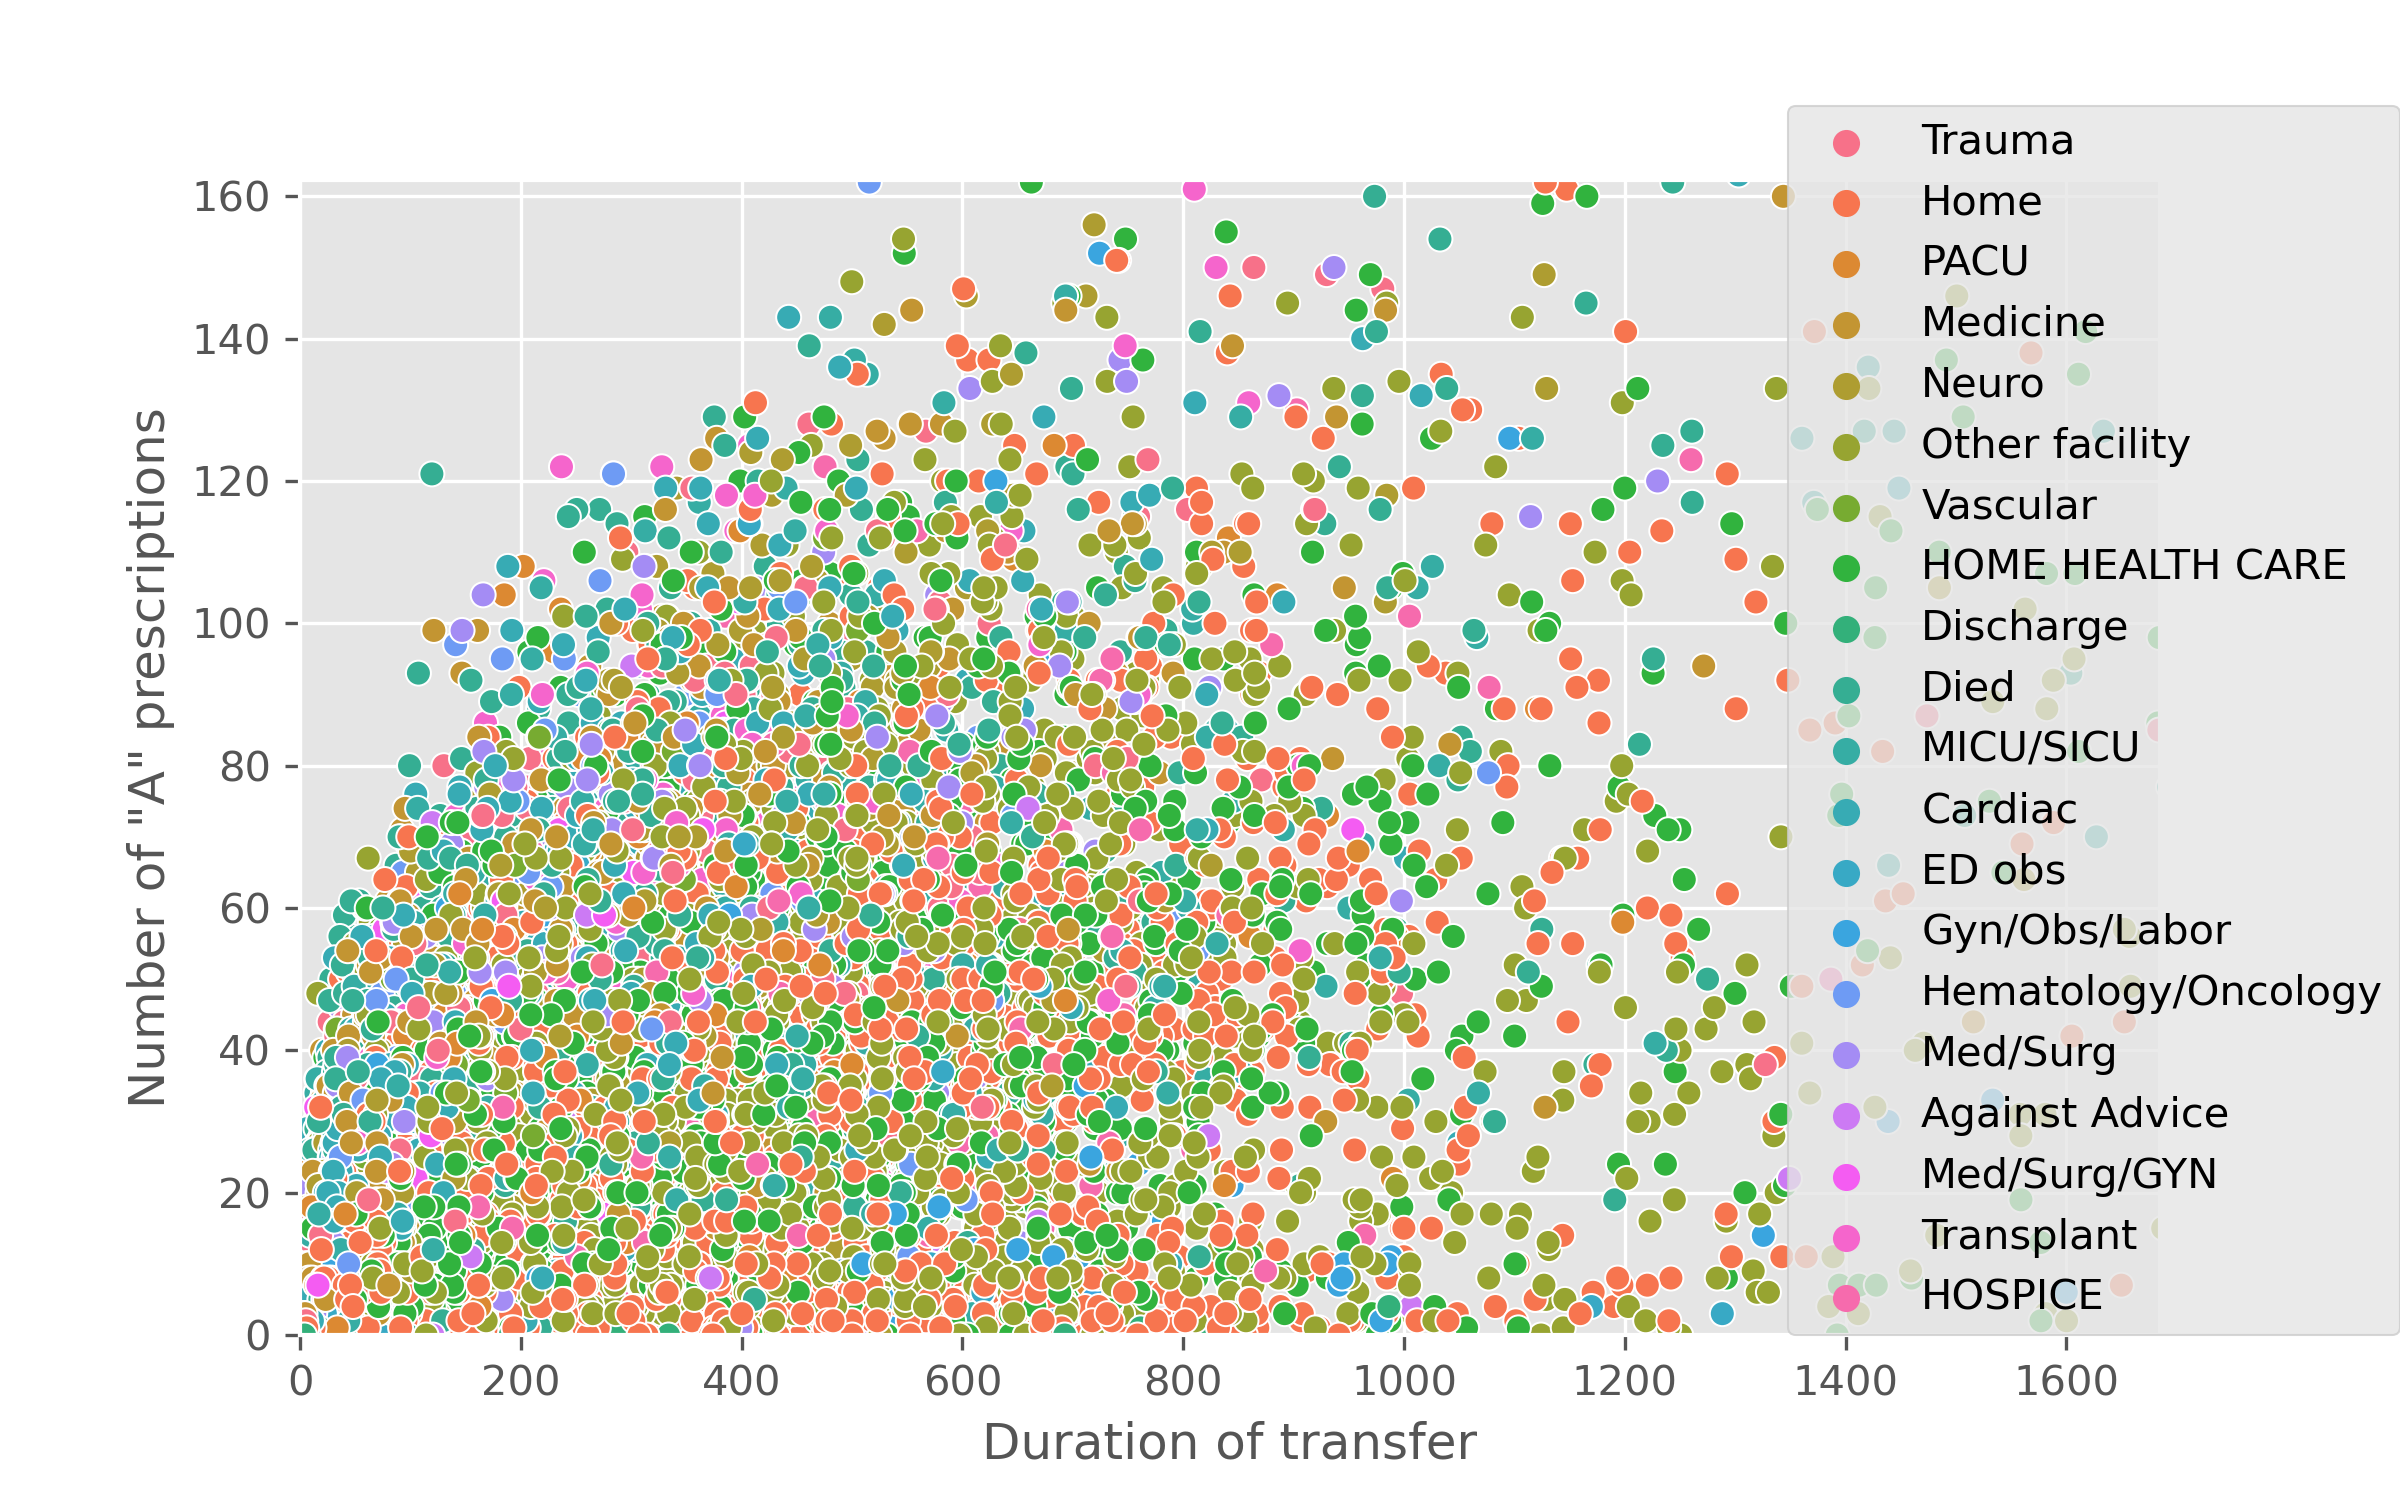 Trauma
Home
PACU
Medicine
Neuro
Other facility
Vascular
HOME HEALTH CARE
Discharge
Died
MICU/SICU
Cardiac
ED obs
Gyn/Obs/Labor
Hematology/Oncology
Med/Surg
Against Advice
Med/Surg/GYN
Transplant
HOSPICE
160
140
120
100
80
60
40
20
0
Number of "A" prescriptions
0 200 400 600 800 1000 1200 1400 1600
Duration of transfer